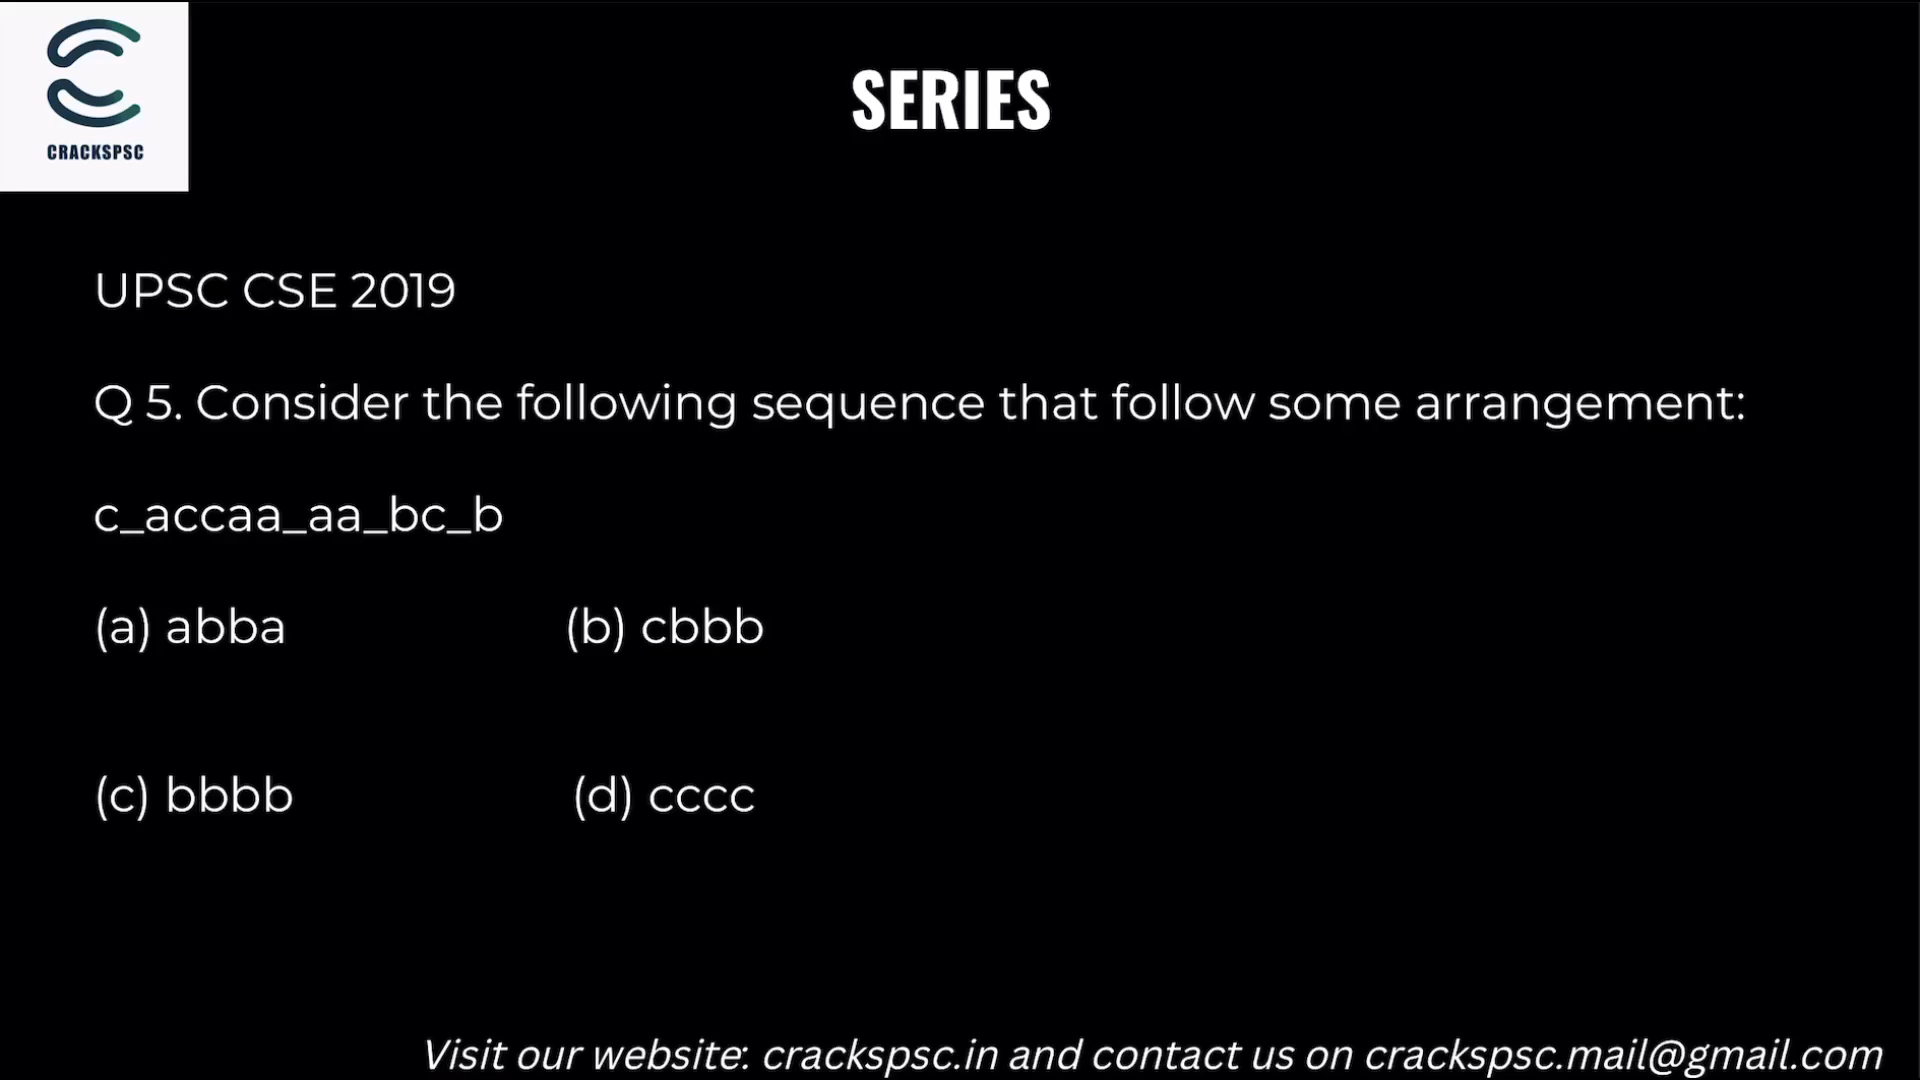 CRACKSPSC
SERIES
UPSC CSE 2019
Q 5. Consider the following sequence that follow some arrangement:
c_accaa_aa_bc_b
(a) abba (b) cbbb
(c) bbbb (d) cccc
Visit our website: crackspsc.in and contact us on crackspsc.mail@gmail.com